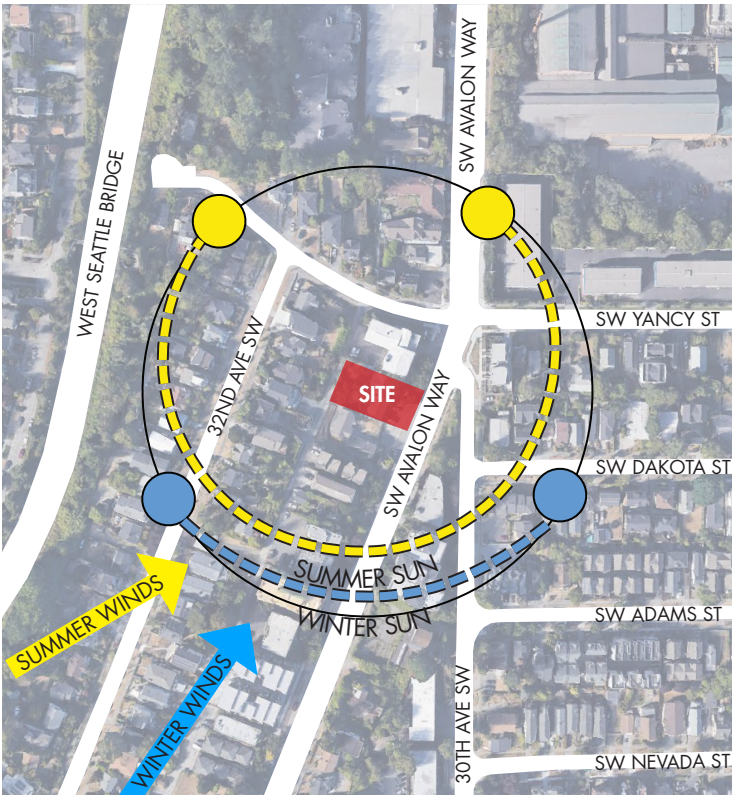 SW AVALON WAY
WEST SEATTLE BRIDGE
SW YANCY ST
32ND AVE SW
SITE
SW AVALON WAY
SW DAKOTA ST
SUMMER SUN
WINTER SUN
SUMMER WINDS
SW ADAMS ST
WINTER WINDS
30TH AVE SW
SW NEVADA ST